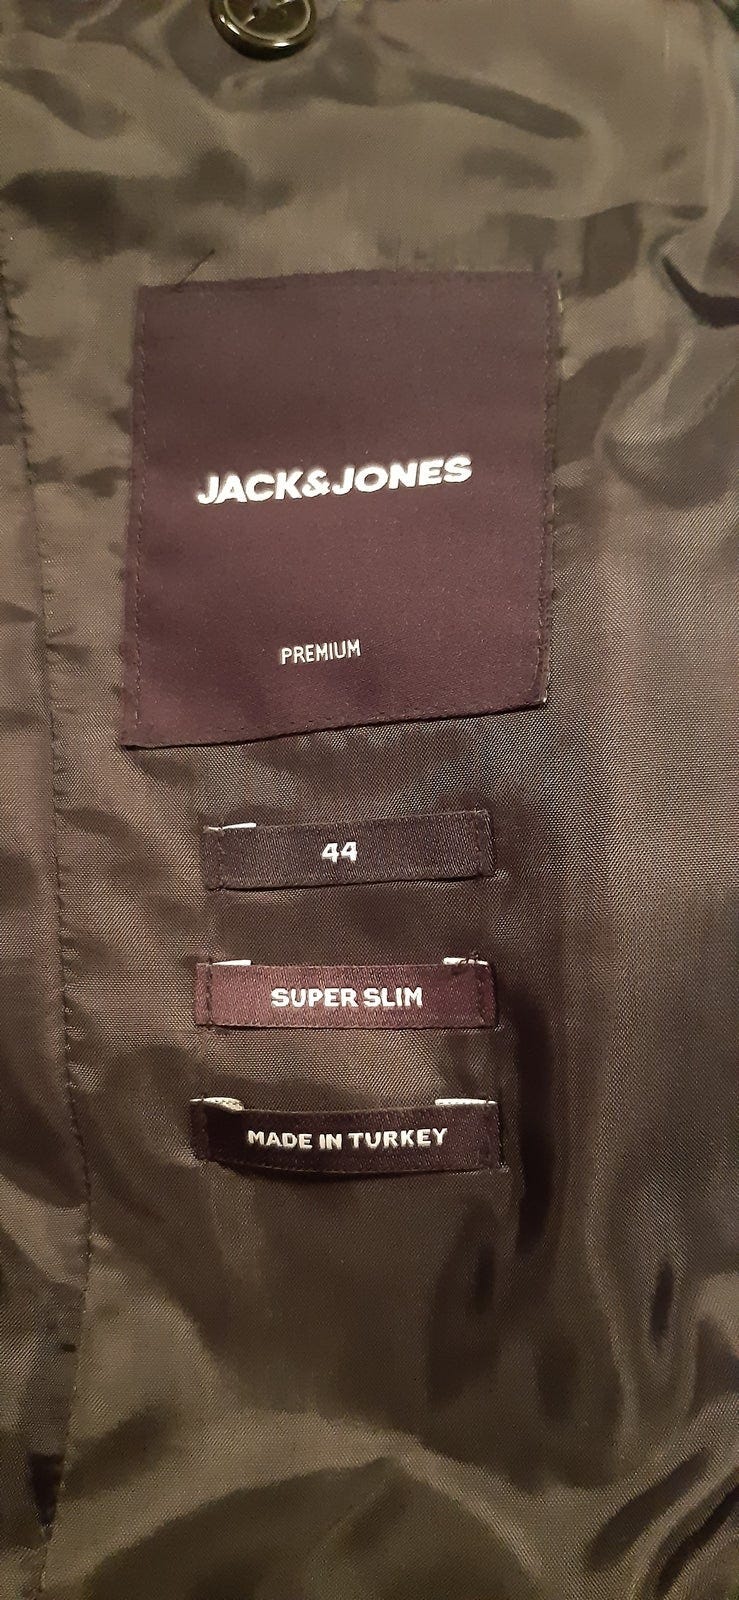 JACK&JONES
PREMIUM
44
SUPER SLIM
MADE IN TURKEY